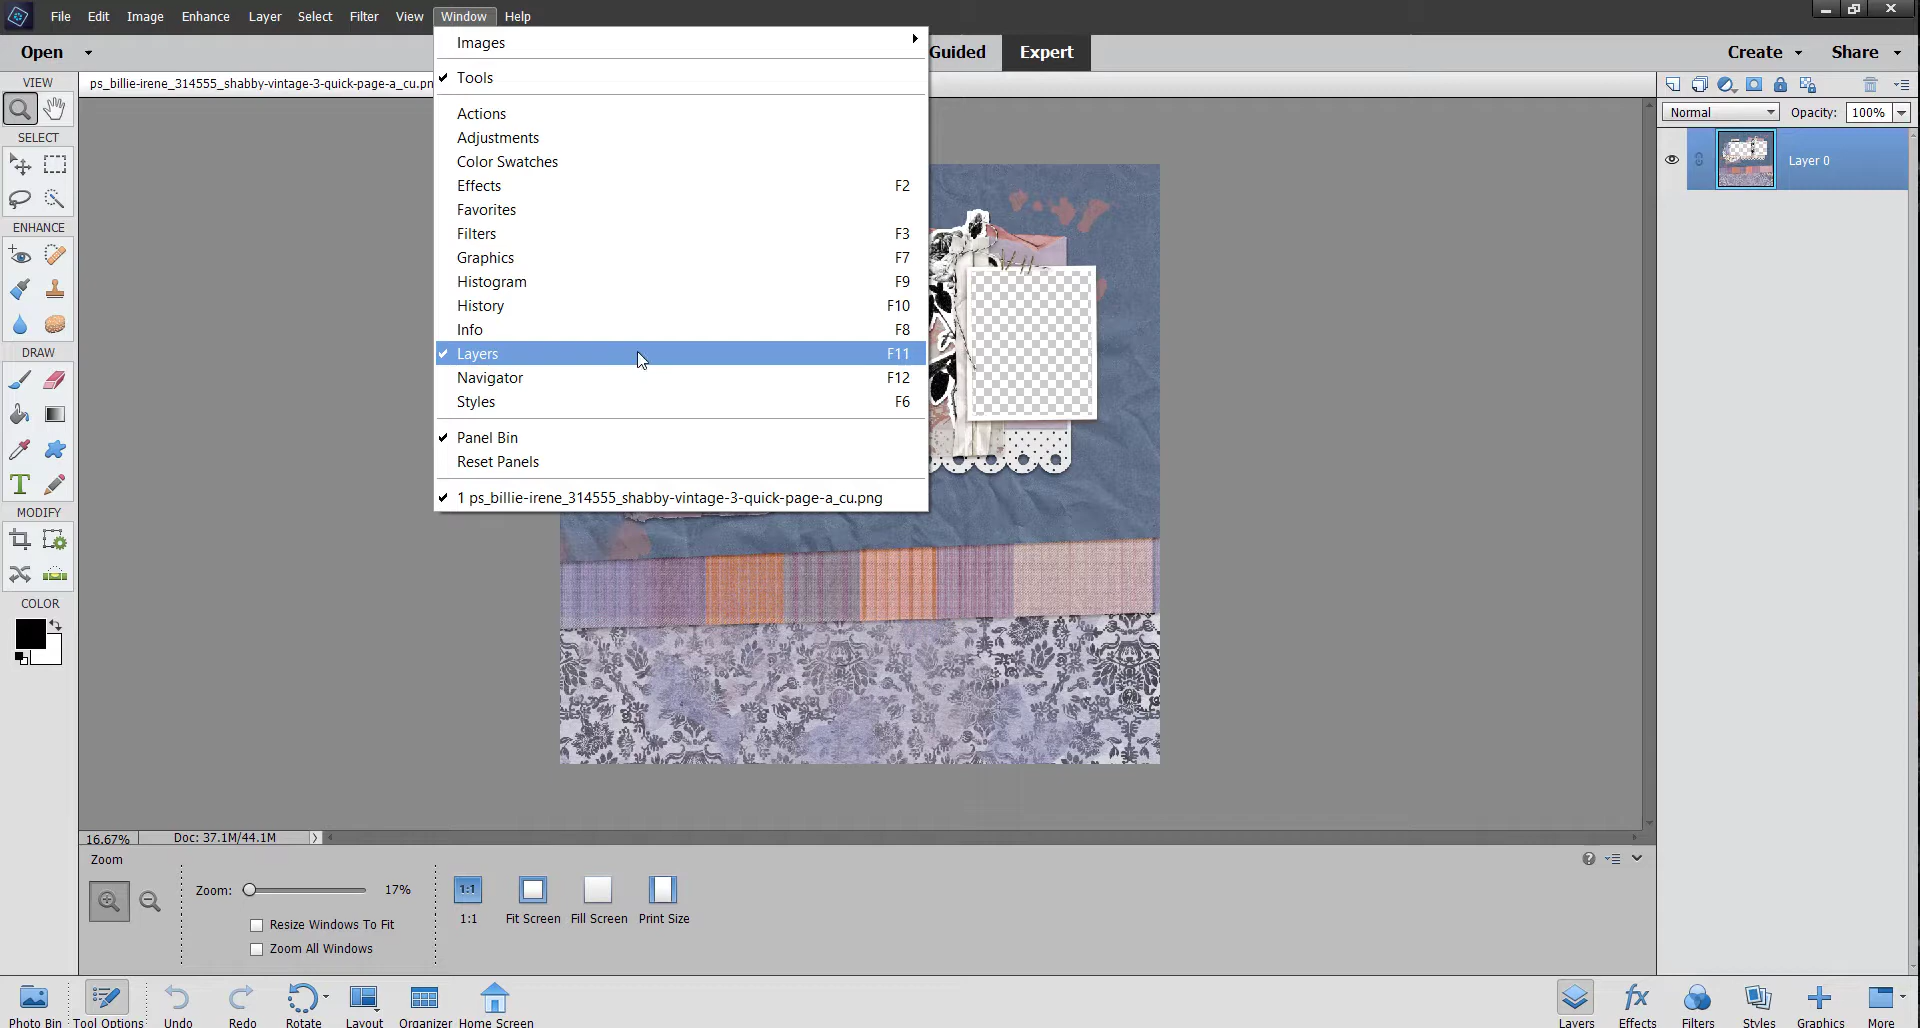 File Edit Image Enhance Layer Select Filter View Window Help
Open Guided Expert Create Share
VIEW
ps_billie-irene_314555_shabby-vintage-3-quick-page-a_cu.pn
Images
Tools
Actions
Adjustments
Color Swatches
Effects F2
Favorites
Filters F3
Graphics F7
Histogram F9
History F10
Info F8
Layers F11
Navigator F12
Styles F6
Panel Bin
Reset Panels
1 ps_billie-irene_314555_shabby-vintage-3-quick-page-a_cu.png
SELECT
ENHANCE
DRAW
T
MODIFY
COLOR
Normal Opacity: 100%
Layer 0
16.67% Doc: 37.1M/44.1M
Zoom
Zoom: 17%
Resize Windows To Fit
Zoom All Windows
1:1
1:1 Fit Screen Fill Screen Print Size
fx
Photo Bin Tool Options Undo Redo Rotate Layout Organizer Home Screen Layers Effects Filters Styles Graphics More